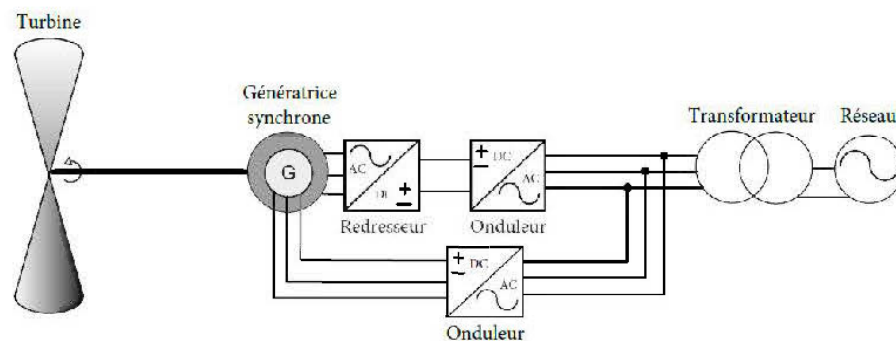 Turbine
Génératrice
synchrone
Transformateur
Réseau
G
AC
DC
DC
AC
Redresseur
Onduleur
DC
AC
Onduleur